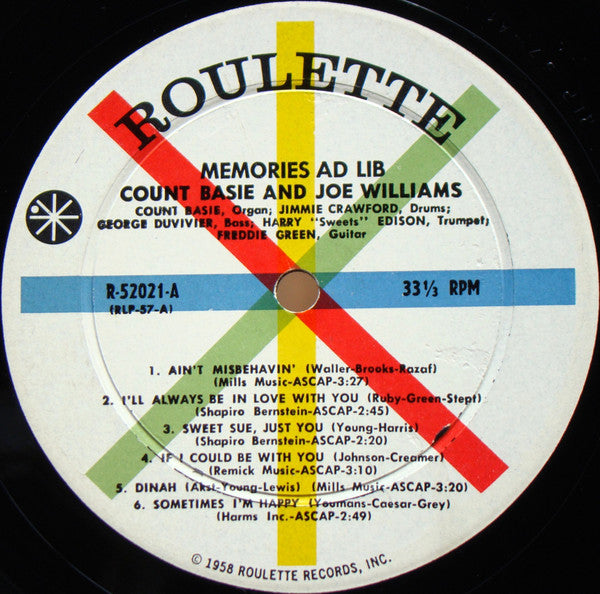 ROULETTE
MEMORIES AD LIB
COUNT BASIE AND JOE WILLIAMS
COUNT BASIE, Organ; JIMMIE CRAWFORD, Drums;
GEORGE DUVIVIER, Bass; HARRY "Sweets" EDISON, Trumpet;
FREDDIE GREEN, Guitar
R-52021-A
33⅓ RPM
(RLP-57-A)
1. AIN'T MISBEHAVIN' (Waller-Brooks-Razaf)
(Mills Music-ASCAP-3:27)
2. I'LL ALWAYS BE IN LOVE WITH YOU (Ruby-Green-Stept)
(Shapiro Bernstein-ASCAP-2:45)
3. SWEET SUE, JUST YOU (Young-Harris)
(Shapiro Bernstein-ASCAP-2:20)
4. IF I COULD BE WITH YOU (Johnson-Creamer)
(Remick Music-ASCAP-3:10)
5. DINAH (Akst-Young-Lewis) (Mills Music-ASCAP-3:20)
6. SOMETIMES I'M HAPPY (Youmans-Caesar-Grey)
(Harms Inc.-ASCAP-2:49)
© 1958 ROULETTE RECORDS, INC.